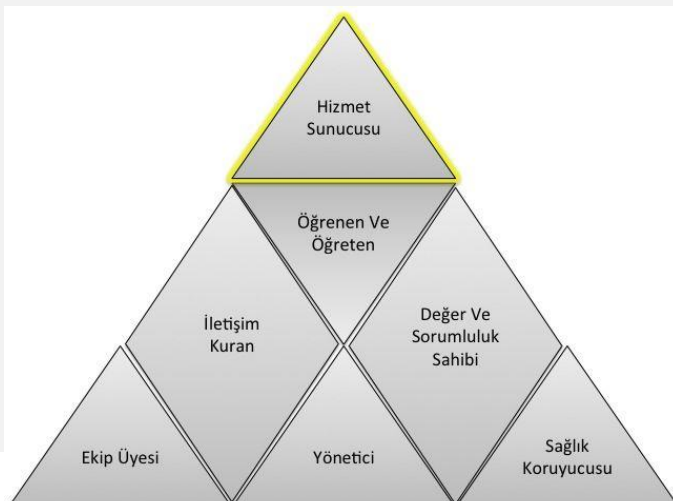 Hizmet
Sunucusu
Öğrenen Ve
Öğreten
İletişim
Kuran
Değer Ve
Sorumluluk
Sahibi
Ekip Üyesi
Yönetici
Sağlık
Koruyucusu